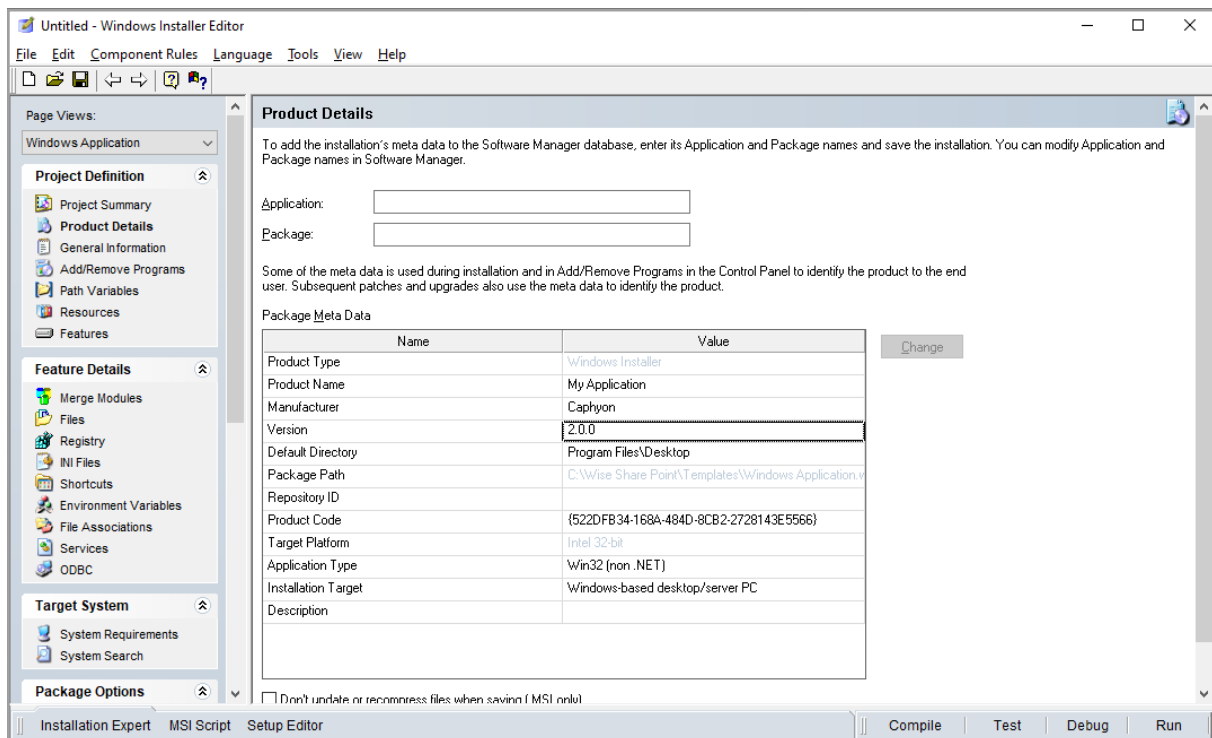 Untitled - Windows Installer Editor
File Edit Component Rules Language Tools View Help
Page Views:
Windows Application
Project Definition
Project Summary
Product Details
General Information
Add/Remove Programs
Path Variables
Resources
Features
Feature Details
Merge Modules
Files
Registry
INI Files
Shortcuts
Environment Variables
File Associations
Services
ODBC
Target System
System Requirements
System Search
Package Options
Product Details
To add the installation's meta data to the Software Manager database, enter its Application and Package names and save the installation. You can modify Application and
Package names in Software Manager.
Application:
Package:
Some of the meta data is used during installation and in Add/Remove Programs in the Control Panel to identify the product to the end
user. Subsequent patches and upgrades also use the meta data to identify the product.
Package Meta Data
Name Value
Product Type Windows Installer
Product Name My Application
Manufacturer Caphyon
Version 2.0.0
Default Directory Program Files\Desktop
Package Path C:\Wise Share Point\Templates\Windows Application.w
Repository ID
Product Code {522DFB34-168A-484D-8CB2-2728143E5566}
Target Platform Intel 32-bit
Application Type Win32 (non .NET)
Installation Target Windows-based desktop/server PC
Description
Change
Don't update or recompress files when saving (.MSI only)
Installation Expert MSI Script Setup Editor Compile Test Debug Run